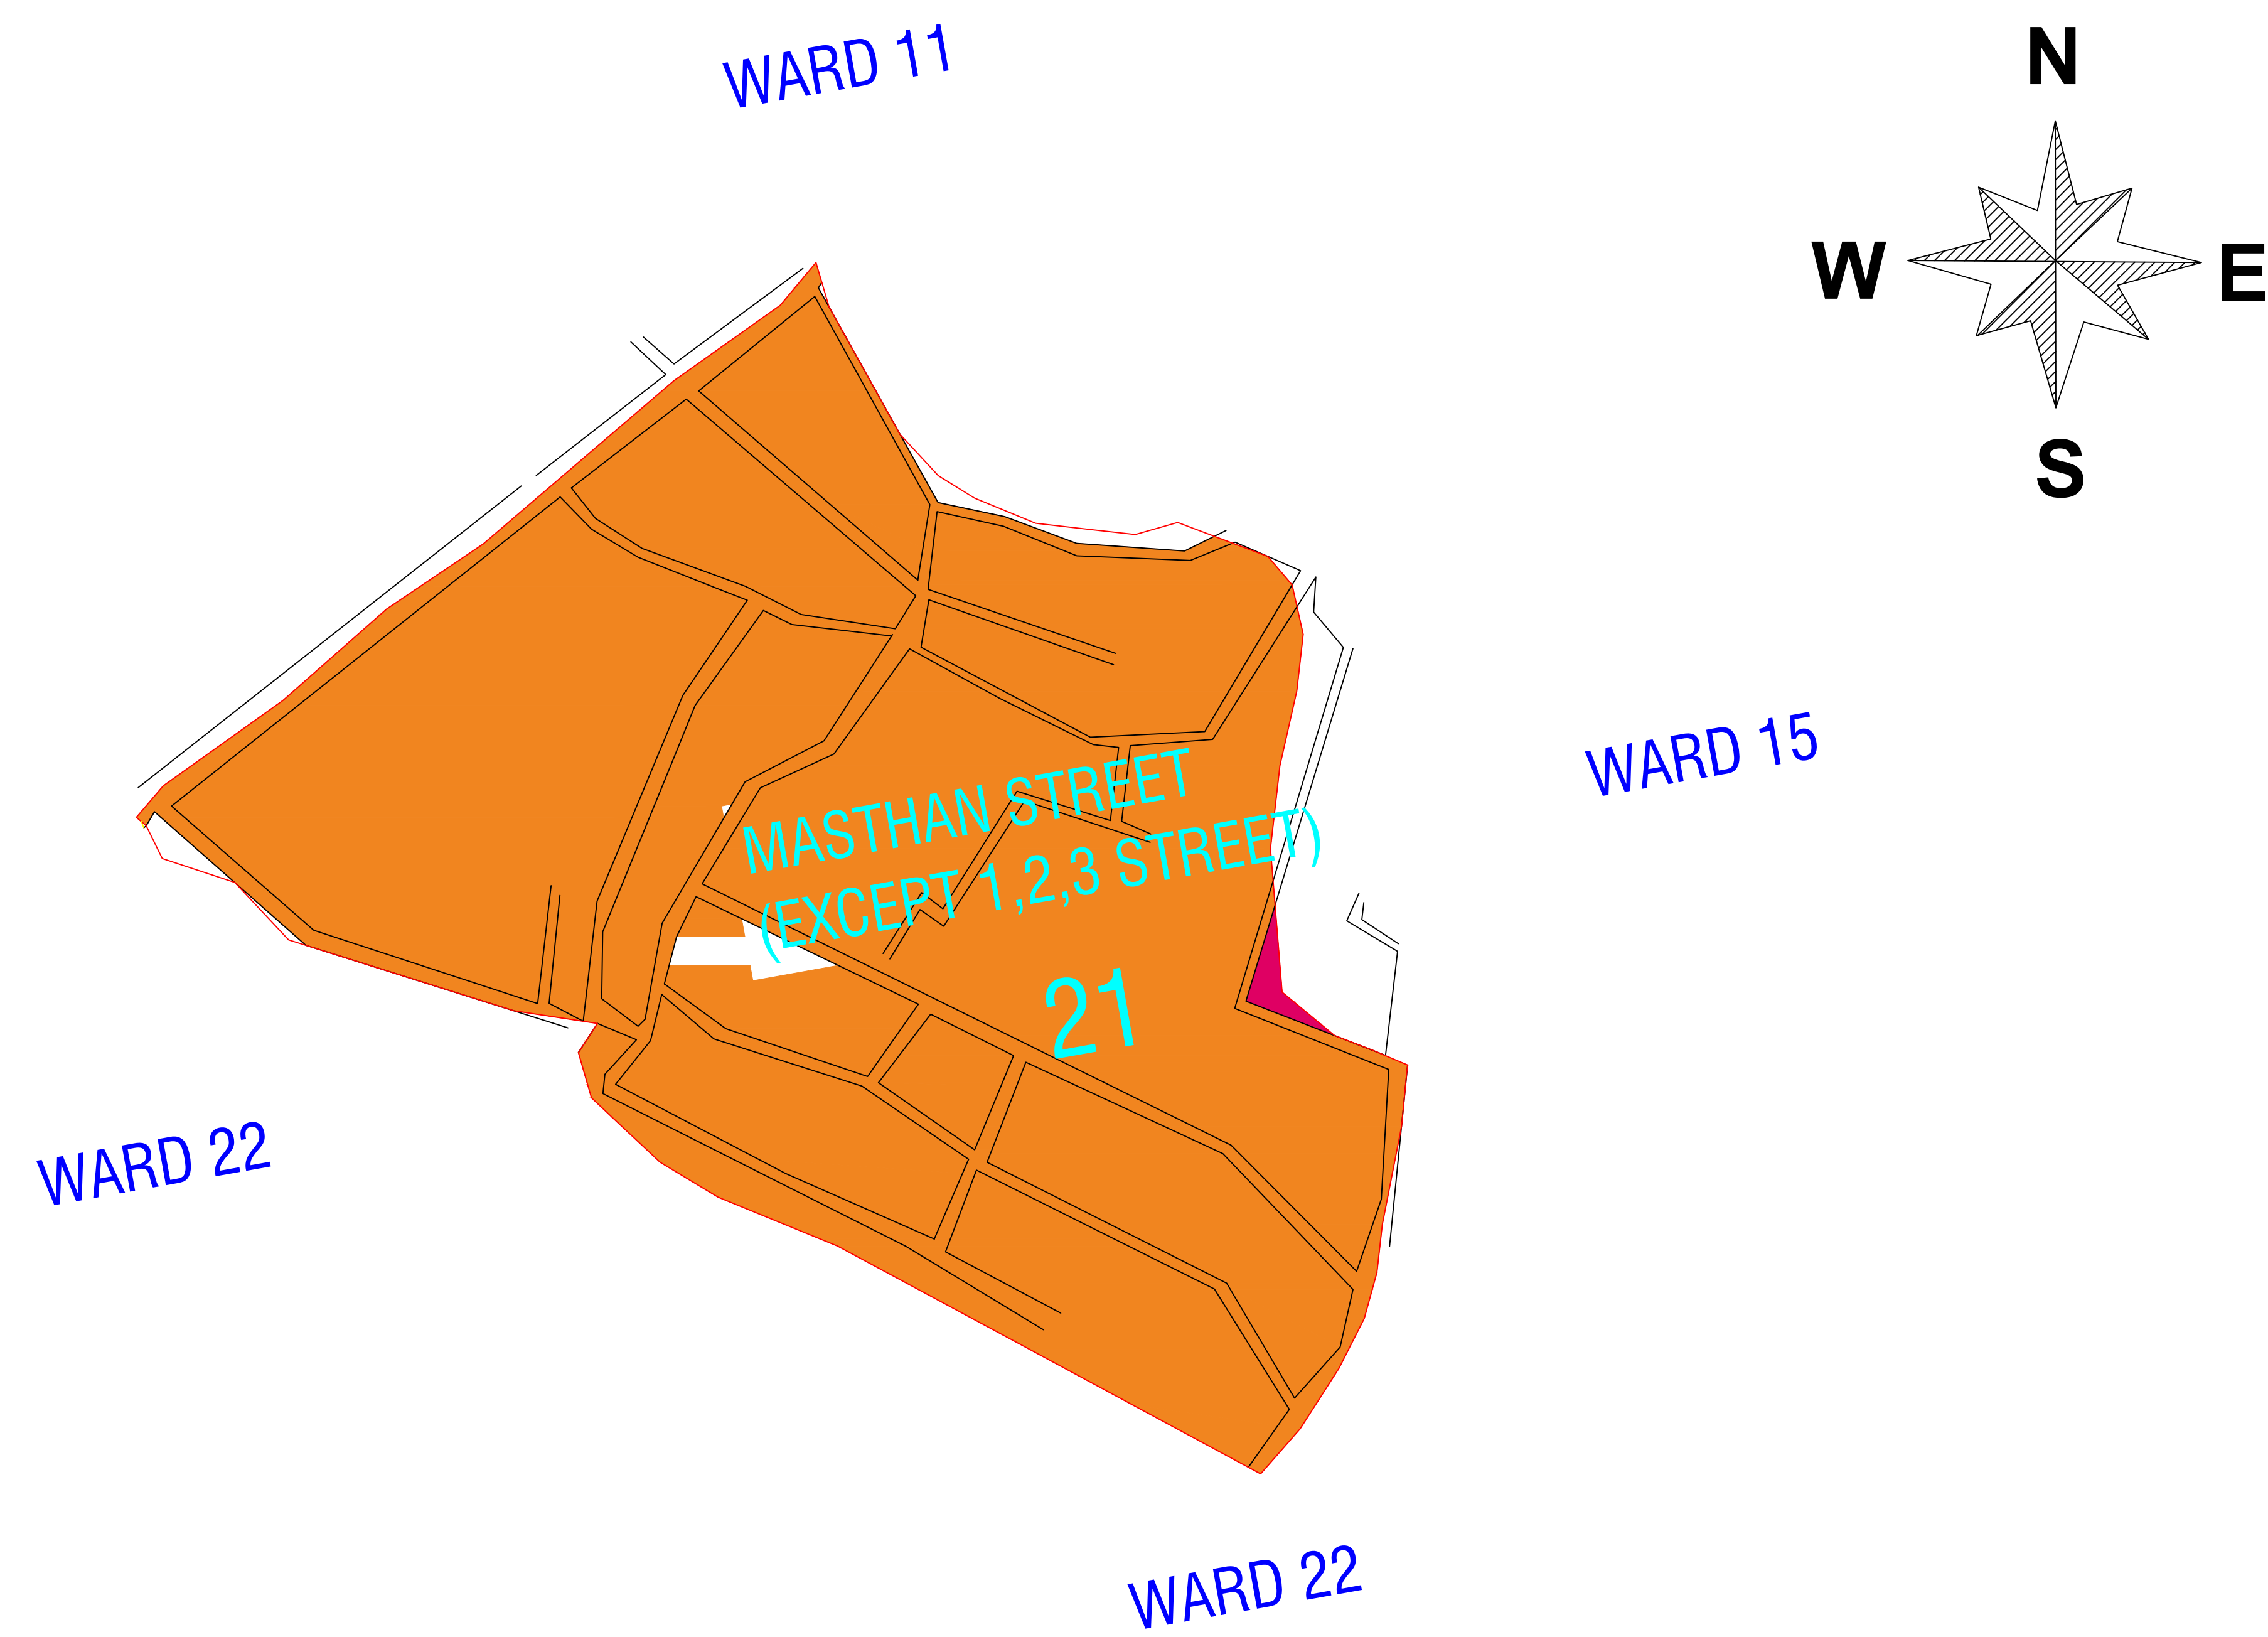 WARD 11
N
W
E
S
WARD 15
MASTHAN STREET
(EXCEPT 1,2,3 STREET)
21
WARD 22
WARD 22